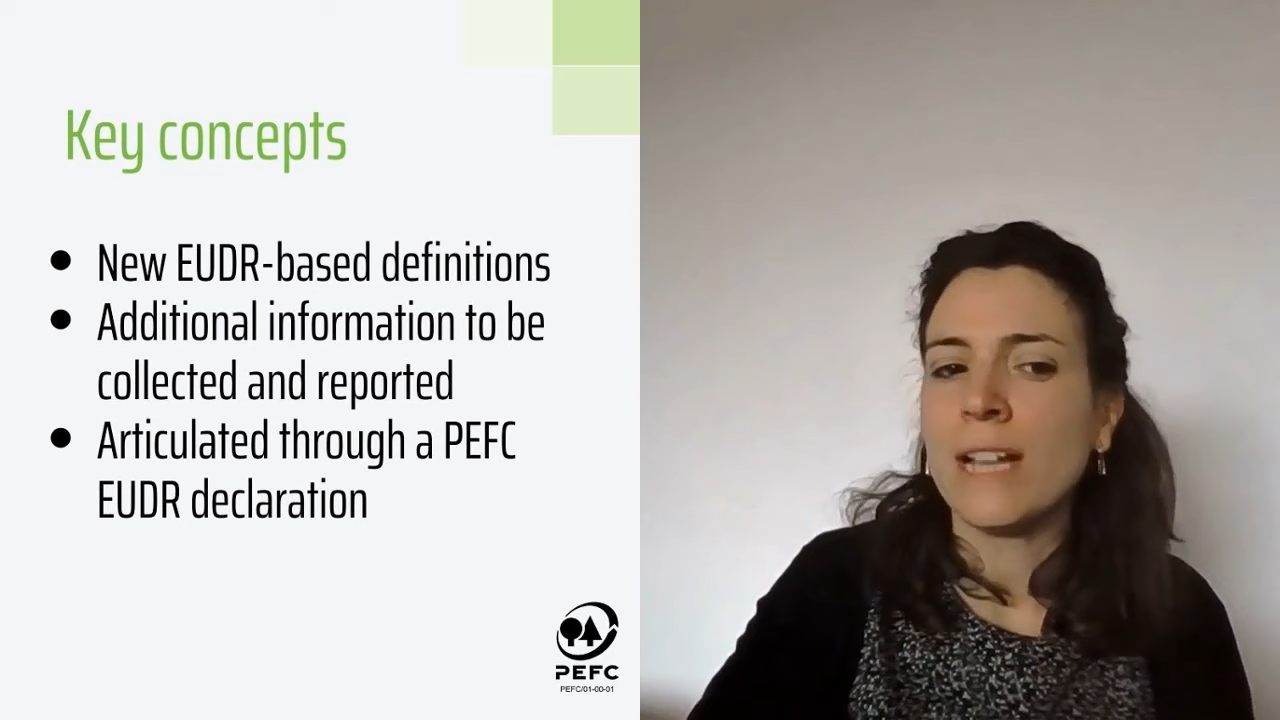 Key concepts
● New EUDR-based definitions
● Additional information to be
collected and reported
● Articulated through a PEFC
EUDR declaration
PEFC
PEFC/01-00-01